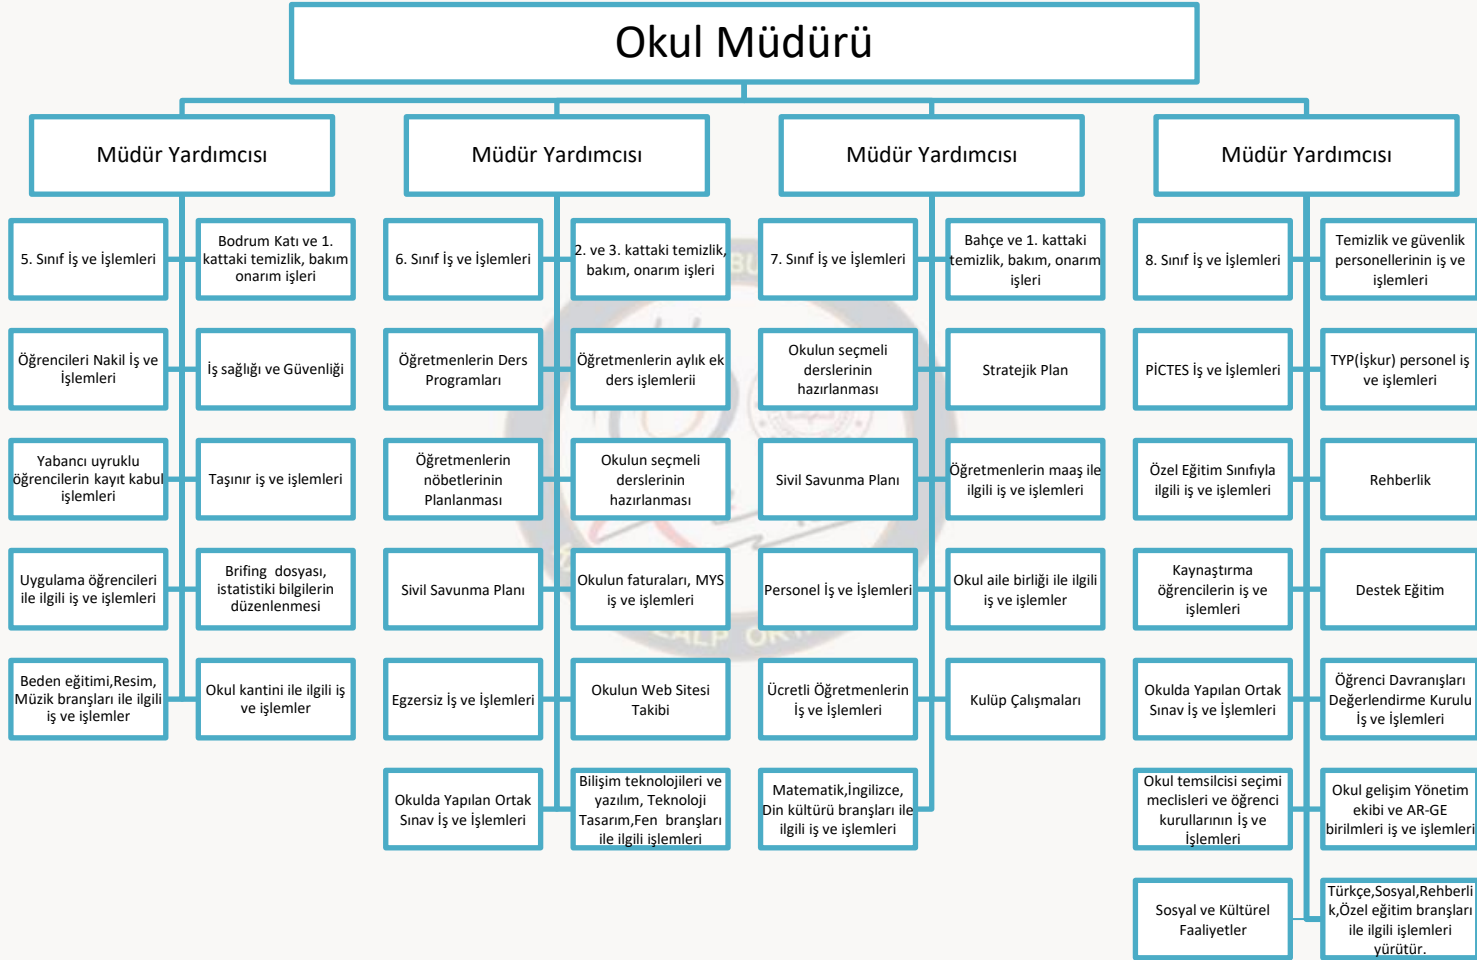 Okul Müdürü
Müdür Yardımcısı
5. Sınıf İş ve İşlemleri
Bodrum Katı ve 1.
kattaki temizlik, bakım
onarım işleri
Öğrencileri Nakil İş ve
İşlemleri
İş sağlığı ve Güvenliği
Yabancı uyruklu
öğrencilerin kayıt kabul
işlemleri
Taşınır iş ve işlemleri
Uygulama öğrencileri
ile ilgili iş ve işlemleri
Brifing dosyası,
istatistiki bilgilerin
düzenlenmesi
Beden eğitimi,Resim,
Müzik branşları ile ilgili
iş ve işlemler
Okul kantini ile ilgili iş
ve işlemler
Müdür Yardımcısı
6. Sınıf İş ve İşlemleri
2. ve 3. kattaki temizlik,
bakım, onarım işleri
Öğretmenlerin Ders
Programları
Öğretmenlerin aylık ek
ders işlemlerii
Öğretmenlerin
nöbetlerinin
Planlanması
Okulun seçmeli
derslerinin
hazırlanması
Sivil Savunma Planı
Okulun faturaları, MYS
iş ve işlemleri
Egzersiz İş ve İşlemleri
Okulun Web Sitesi
Takibi
Okulda Yapılan Ortak
Sınav İş ve İşlemleri
Bilişim teknolojileri ve
yazılım, Teknoloji
Tasarım,Fen branşları
ile ilgili işlemleri
Müdür Yardımcısı
7. Sınıf İş ve İşlemleri
Bahçe ve 1. kattaki
temizlik, bakım, onarım
işleri
Okulun seçmeli
derslerinin
hazırlanması
Stratejik Plan
Sivil Savunma Planı
Öğretmenlerin maaş ile
ilgili iş ve işlemleri
Personel İş ve İşlemleri
Okul aile birliği ile ilgili
iş ve işlemler
Ücretli Öğretmenlerin
İş ve İşlemleri
Kulüp Çalışmaları
Matematik,İngilizce,
Din kültürü branşları ile
ilgili iş ve işlemleri
Müdür Yardımcısı
8. Sınıf İş ve İşlemleri
Temizlik ve güvenlik
personellerinin iş ve
işlemleri
PİCTES İş ve İşlemleri
TYP(İşkur) personel iş
ve işlemleri
Özel Eğitim Sınıfıyla
ilgili iş ve işlemleri
Rehberlik
Kaynaştırma
öğrencilerin iş ve
işlemleri
Destek Eğitim
Okulda Yapılan Ortak
Sınav İş ve İşlemleri
Öğrenci Davranışları
Değerlendirme Kurulu
İş ve İşlemleri
Okul temsilcisi seçimi
meclisleri ve öğrenci
kurullarının İş ve
İşlemleri
Okul gelişim Yönetim
ekibi ve AR-GE
birilmleri iş ve işlemleri
Sosyal ve Kültürel
Faaliyetler
Türkçe,Sosyal,Rehberli
k,Özel eğitim branşları
ile ilgili işlemleri
yürütür.